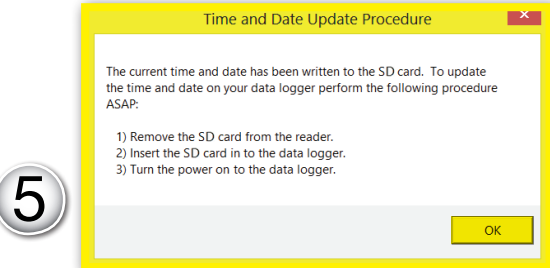 Time and Date Update Procedure
The current time and date has been written to the SD card. To update
the time and date on your data logger perform the following procedure
ASAP:
1) Remove the SD card from the reader.
2) Insert the SD card in to the data logger.
3) Turn the power on to the data logger.
5
OK